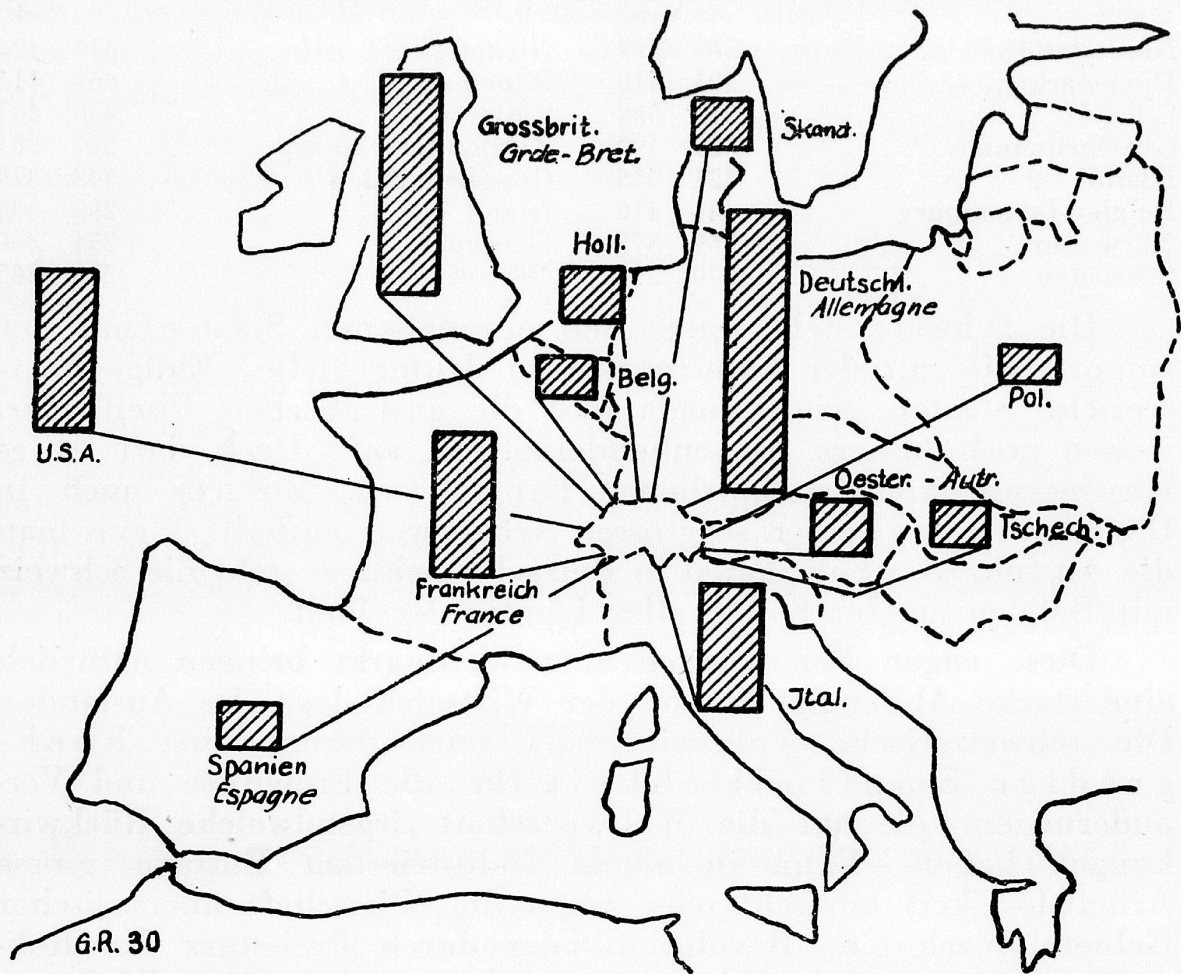 Grossbrit.
Grde.-Bret.
Skand.
Holl.
Deutschl.
Allemagne
Belg.
Pol.
U.S.A.
Oester. - Autr.
Tschech.
Frankreich
France
Jtal.
Spanien
Espagne
G.R. 30